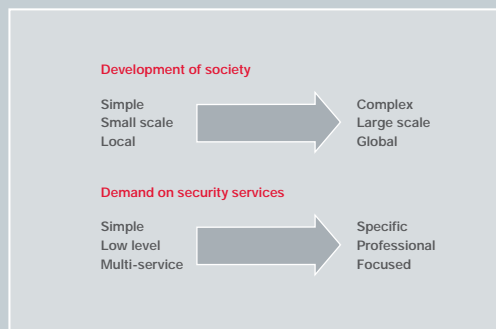 Development of society
Simple
Small scale
Local
Complex
Large scale
Global
Demand on security services
Simple
Low level
Multi-service
Specific
Professional
Focused